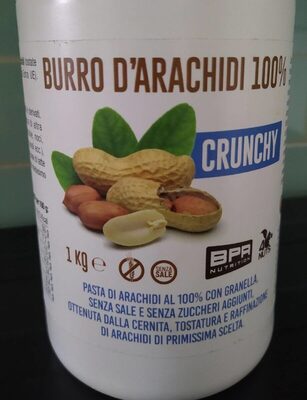 BURRO D'ARACHIDI 100%
CRUNCHY
1 Kg e
SENZA
SALE
BPR
NUTRITION
NUTS
PASTA DI ARACHIDI AL 100% CON GRANELLA,
SENZA SALE E SENZA ZUCCHERI AGGIUNTI,
OTTENUTA DALLA CERNITA, TOSTATURA E RAFFINAZIONE
DI ARACHIDI DI PRIMISSIMA SCELTA.